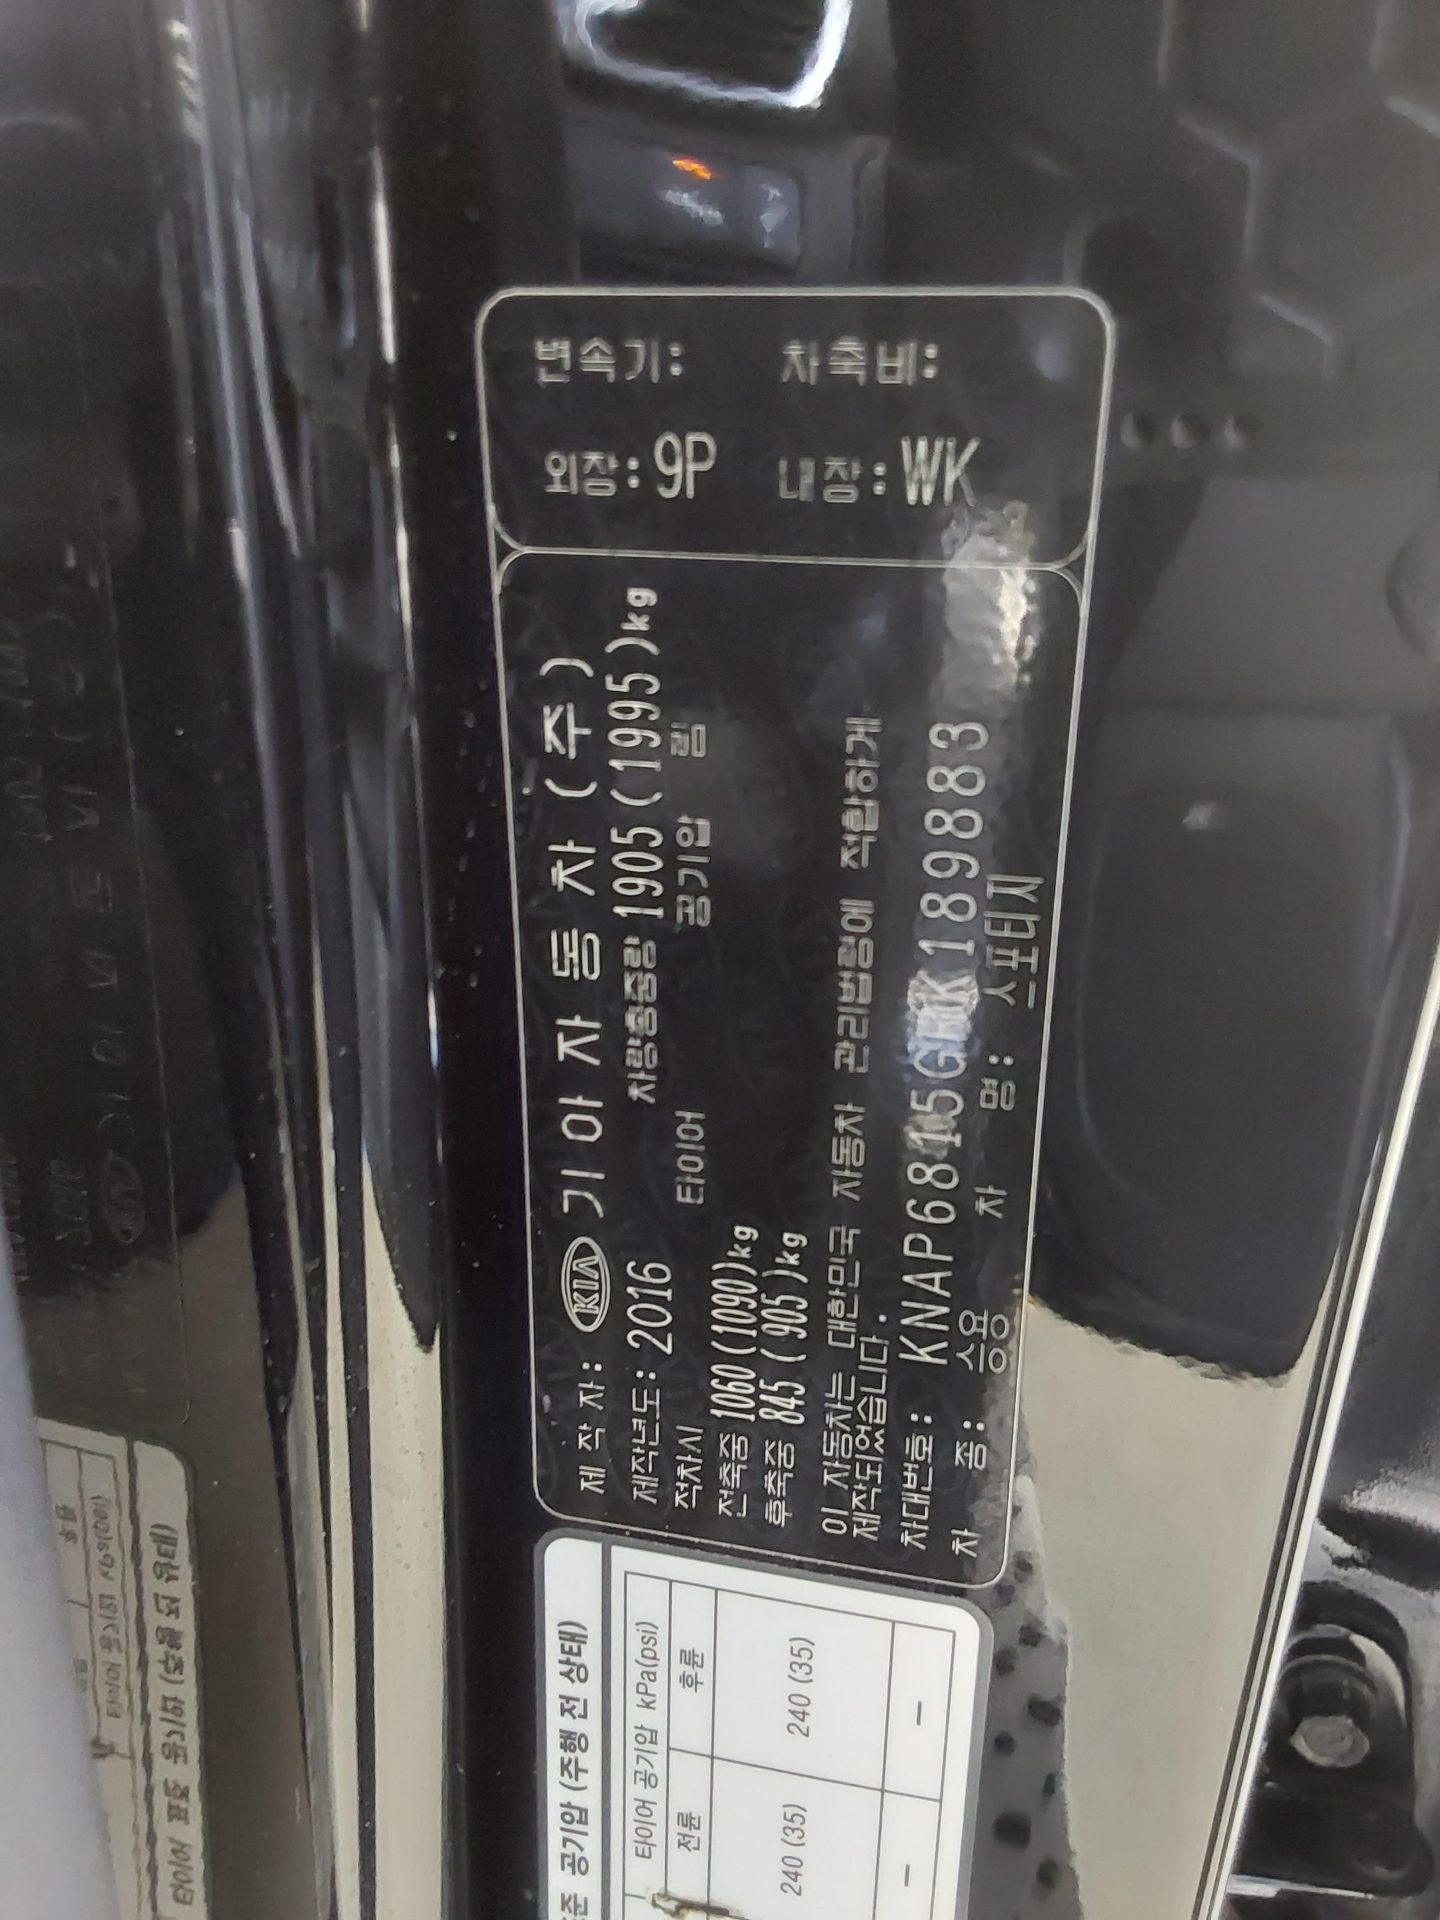 제 작 자: KIA 기아자동차(주)
제작년도: 2016 차량총중량 1905(1995)kg
적차시 타이어 공기압 림
전축중 1060(1090)kg
후축중 845(905)kg
이 자동차는 대한민국 자동차 관리법령에 적합하게
제작되었습니다.
차대번호: KNAP6815GBK189883
차 종: 승용 차 명: 스포티지
변속기: 차축비:
외장: 9P 내장: WK
공기압 (주행 전 상태)
타이어 공기압 kPa(psi)
전륜 후륜
240 (35) 240 (35)
– –